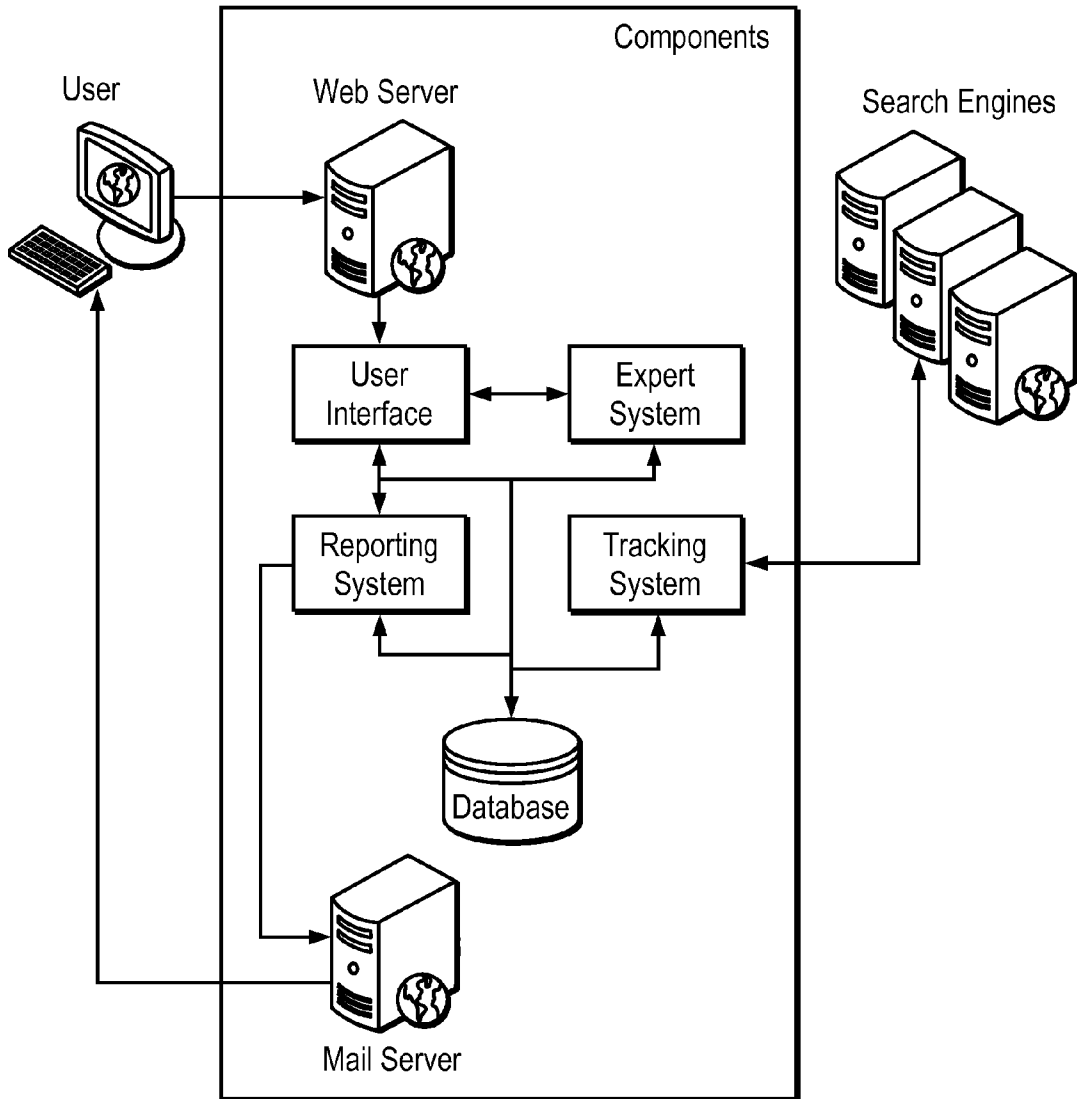 Components
User
Web Server
Search Engines
User
Interface
Expert
System
Reporting
System
Tracking
System
Database
Mail Server